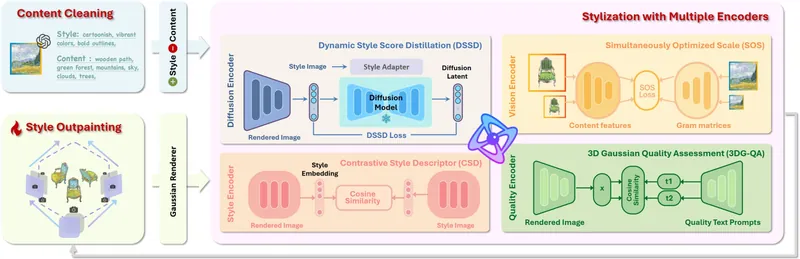 Content Cleaning
Style: cartoonish, vibrant
colors, bold outlines.
Content : wooden path,
green forest, mountains, sky,
clouds, trees,
Style Outpainting
Style Content
Gaussian Renderer
Stylization with Multiple Encoders
Diffusion Encoder
Dynamic Style Score Distillation (DSSD)
Style Image
Style Adapter
Diffusion
Latent
Diffusion
Model
DSSD Loss
Rendered Image
Vision Encoder
Simultaneously Optimized Scale (SOS)
SOS
Loss
Content features
Gram matrices
Style Encoder
Contrastive Style Descriptor (CSD)
Style
Embedding
Cosine
Similarity
Rendered Image
Style Image
Quality Encoder
3D Gaussian Quality Assessment (3DG-QA)
x
Cosine
Similarity
t1
t2
Rendered Image
Quality Text Prompts